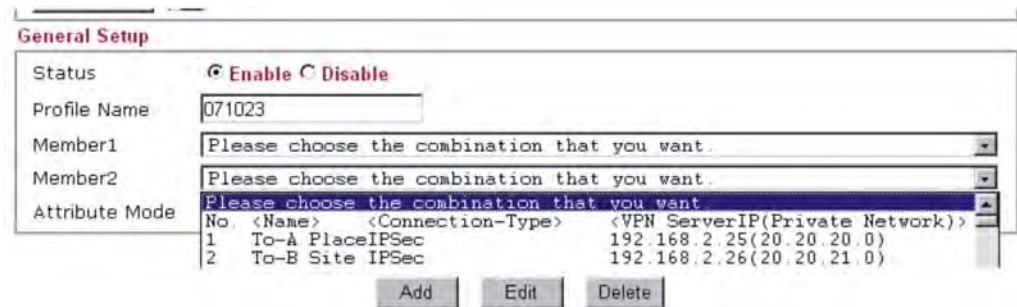 General Setup
Status Enable Disable
Profile Name 071023
Member1 Please choose the combination that you want.
Member2 Please choose the combination that you want.
Attribute Mode Please choose the combination that you want.
No. <Name> <Connection-Type> <VPN ServerIP(Private Network)>
1 To-A PlaceIPSec 192.168.2.25(20.20.20.0)
2 To-B Site IPSec 192.168.2.26(20.20.21.0)
Add Edit Delete